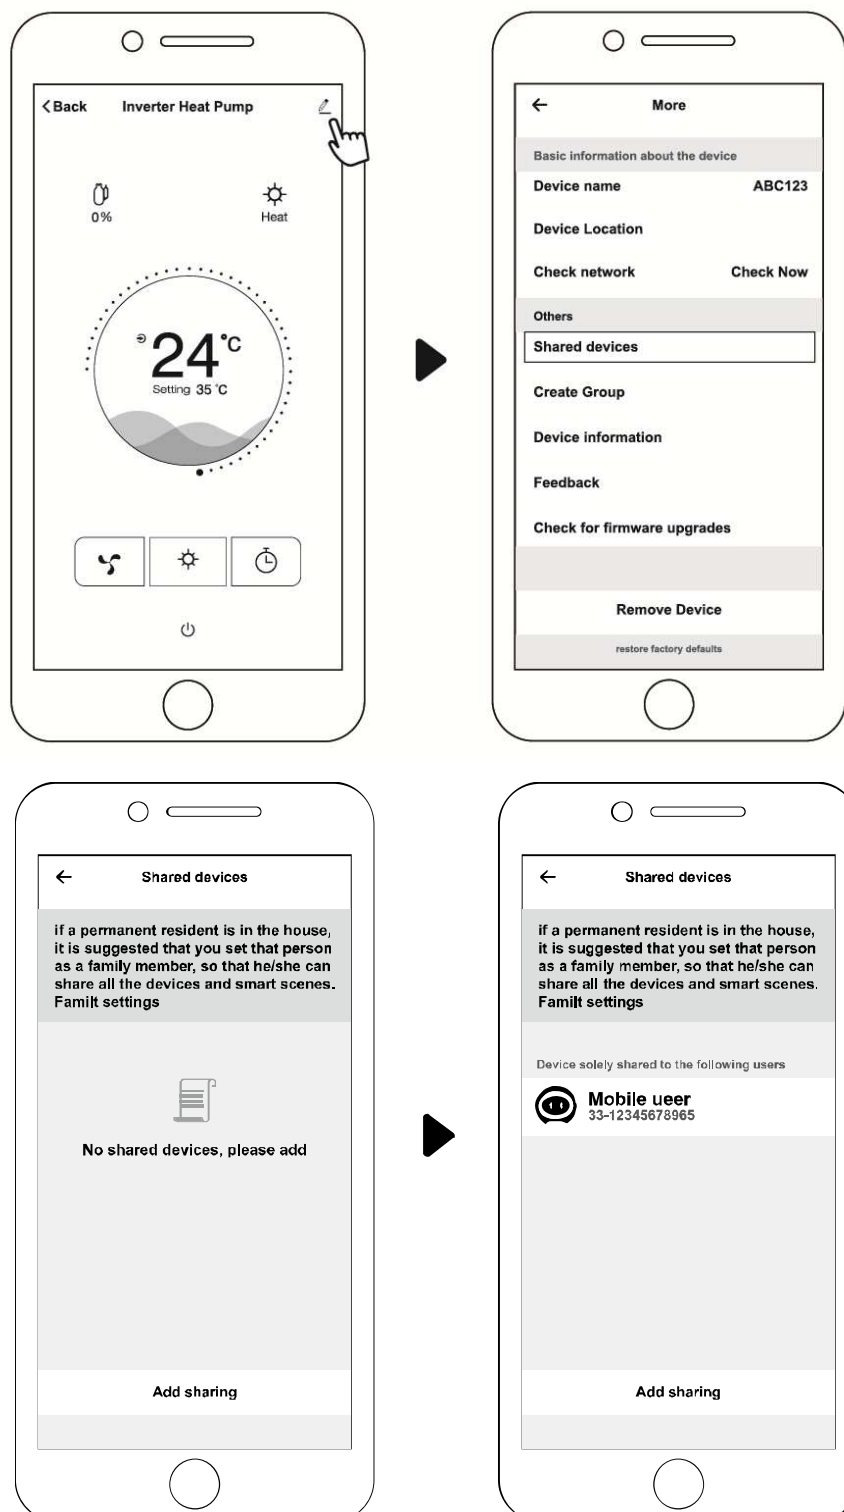 Back Inverter Heat Pump
0%
Heat
24°C
Setting 35 °C
More
Basic information about the device
Device name ABC123
Device Location
Check network Check Now
Others
Shared devices
Create Group
Device information
Feedback
Check for firmware upgrades
Remove Device
restore factory defaults
Shared devices
if a permanent resident is in the house,
it is suggested that you set that person
as a family member, so that he/she can
share all the devices and smart scenes.
Familt settings
No shared devices, please add
Add sharing
Shared devices
if a permanent resident is in the house,
it is suggested that you set that person
as a family member, so that he/she can
share all the devices and smart scenes.
Familt settings
Device solely shared to the following users
Mobile ueer
33-12345678965
Add sharing